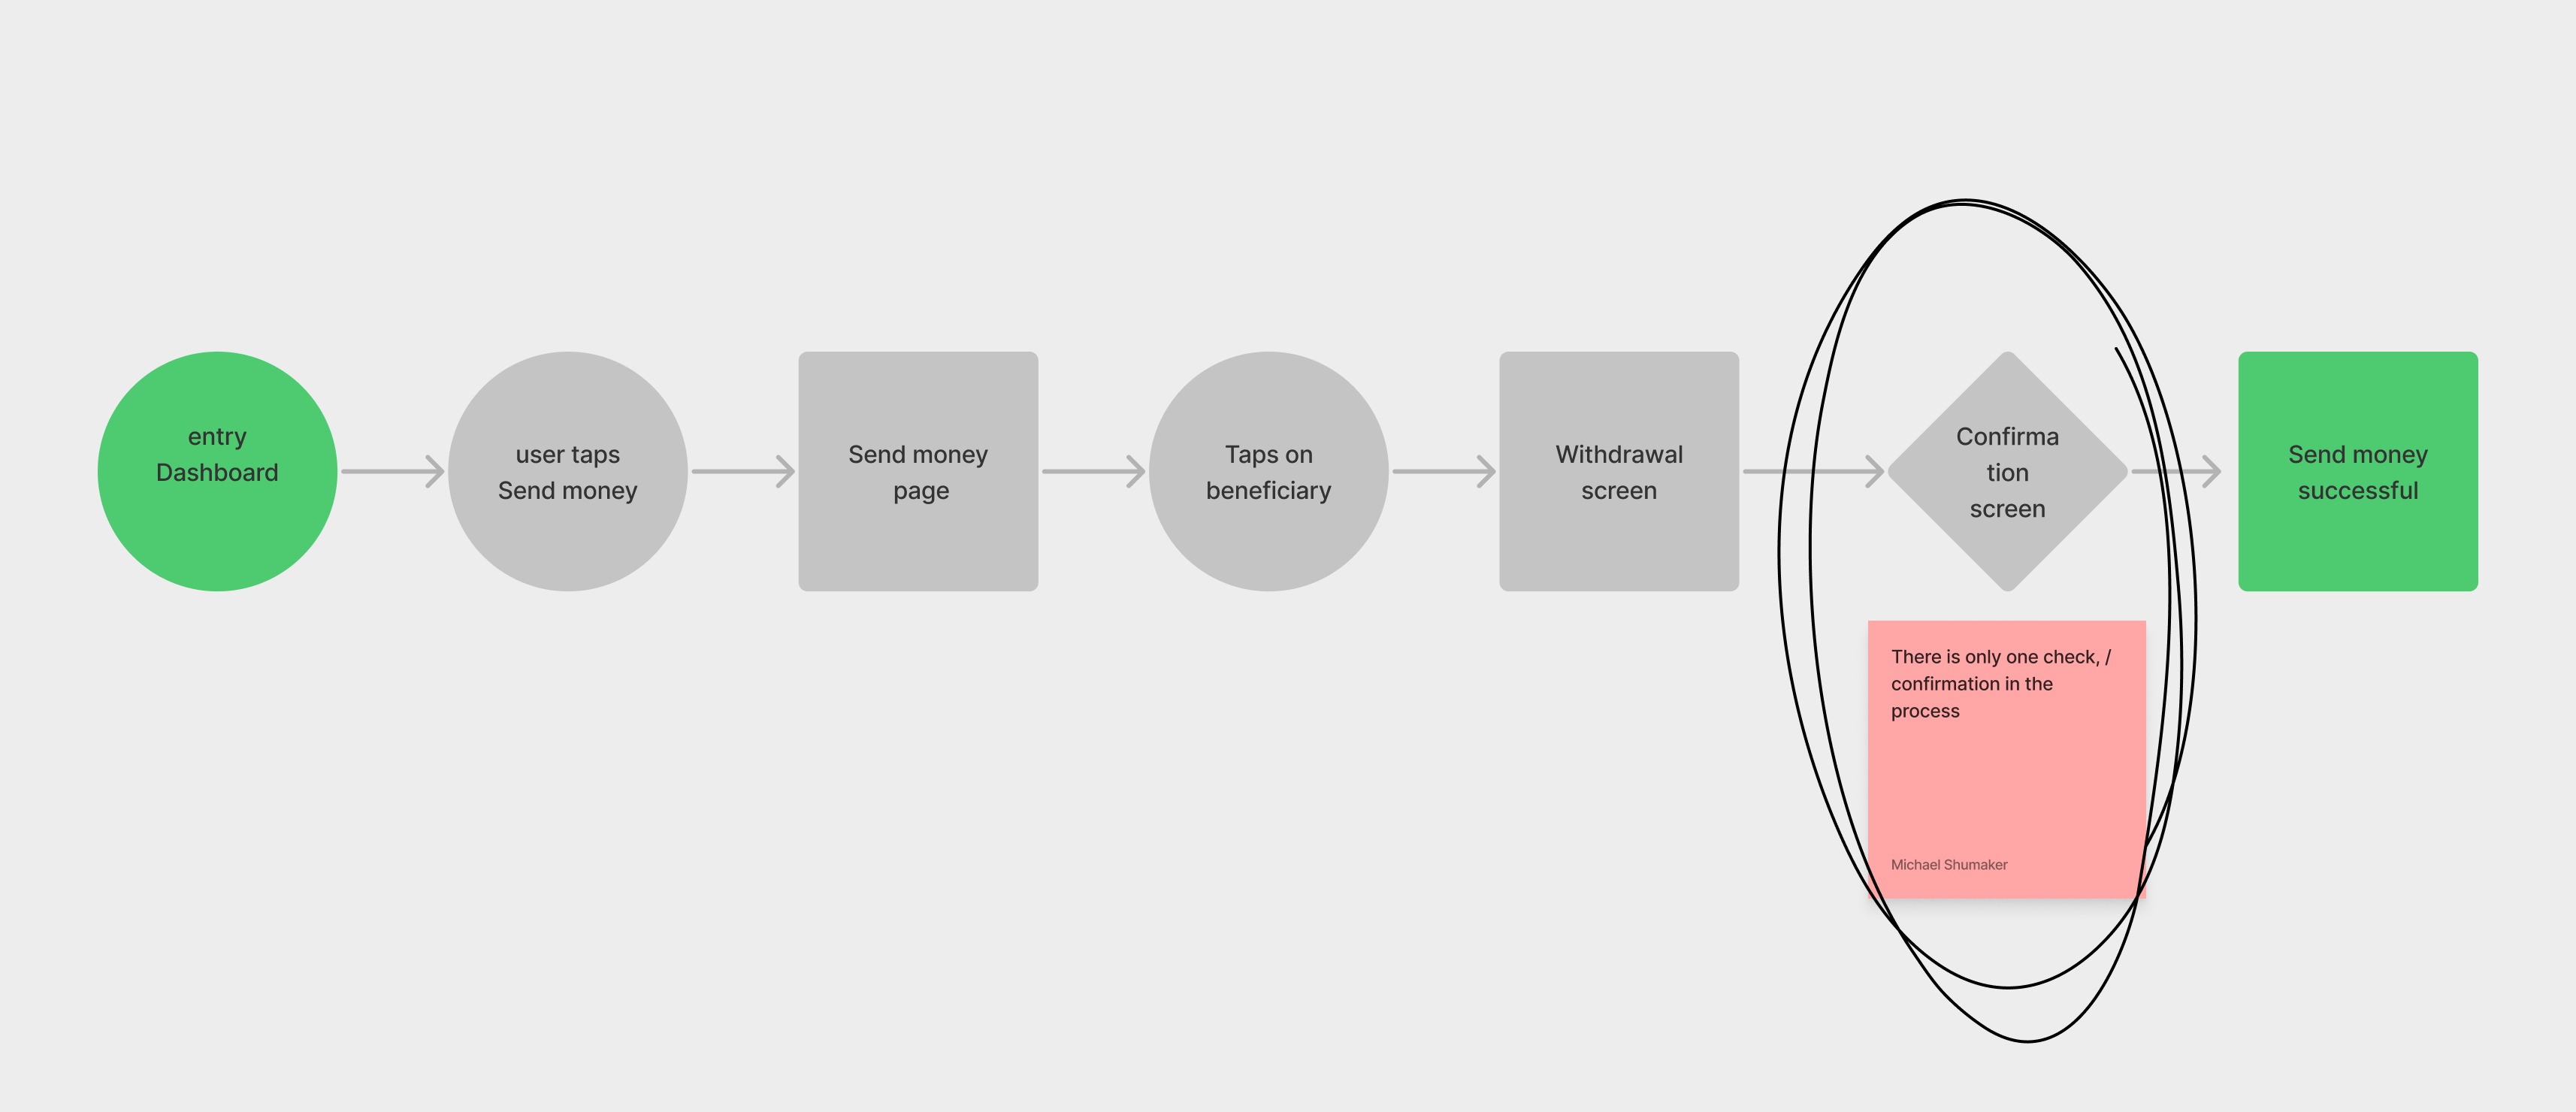 entry
Dashboard
user taps
Send money
Send money
page
Taps on
beneficiary
Withdrawal
screen
Confirma
tion
screen
Send money
successful
There is only one check, /
confirmation in the
process
Michael Shumaker